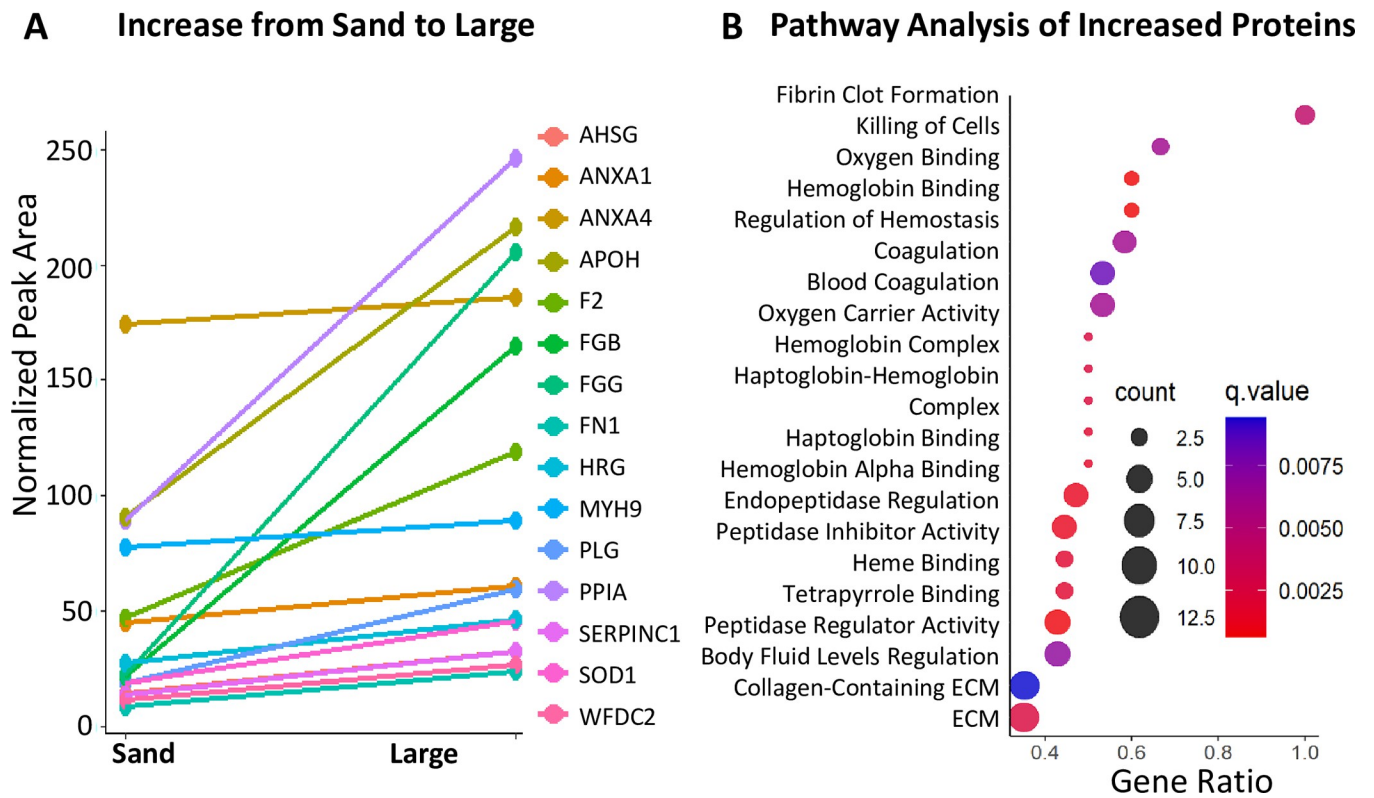 A Increase from Sand to Large
Normalized Peak Area
250
200
150
100
50
0
Sand Large
AHSG
ANXA1
ANXA4
APOH
F2
FGB
FGG
FN1
HRG
MYH9
PLG
PPIA
SERPINC1
SOD1
WFDC2
B Pathway Analysis of Increased Proteins
Fibrin Clot Formation
Killing of Cells
Oxygen Binding
Hemoglobin Binding
Regulation of Hemostasis
Coagulation
Blood Coagulation
Oxygen Carrier Activity
Hemoglobin Complex
Haptoglobin-Hemoglobin
Complex
Haptoglobin Binding
Hemoglobin Alpha Binding
Endopeptidase Regulation
Peptidase Inhibitor Activity
Heme Binding
Tetrapyrrole Binding
Peptidase Regulator Activity
Body Fluid Levels Regulation
Collagen-Containing ECM
ECM
count
2.5
5.0
7.5
10.0
12.5
q.value
0.0075
0.0050
0.0025
0.4 0.6 0.8 1.0
Gene Ratio